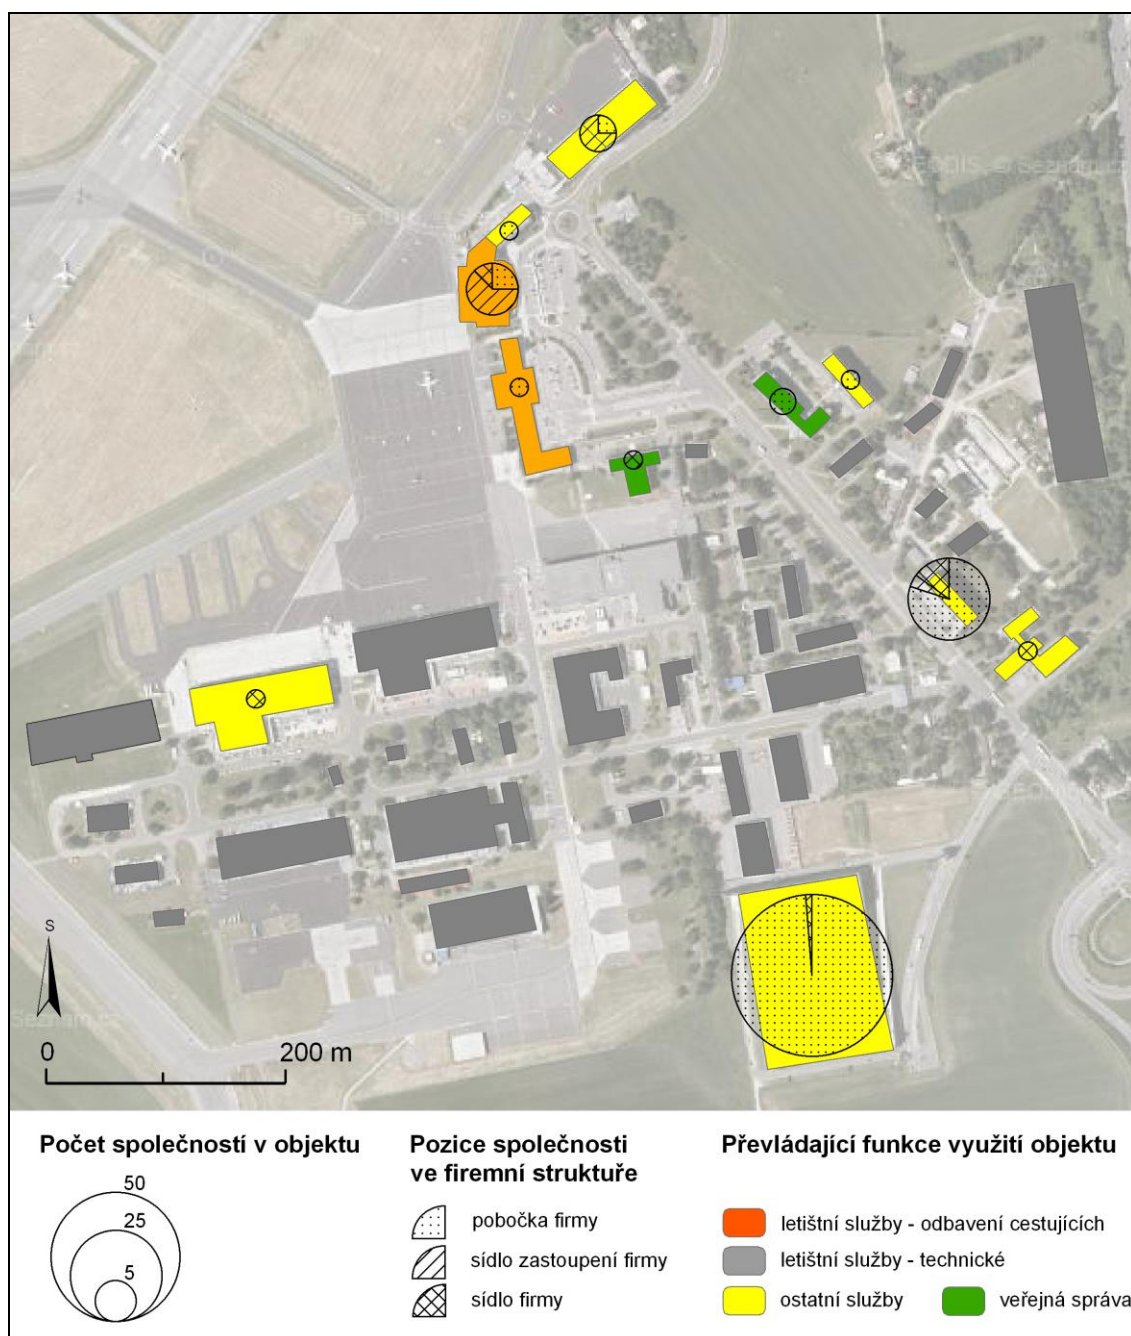 S
0 200 m
Počet společností v objektu
50
25
5
Pozice společnosti
ve firemní struktuře
pobočka firmy
sídlo zastoupení firmy
sídlo firmy
Převládající funkce využití objektu
letištní služby - odbavení cestujících
letištní služby - technické
ostatní služby
veřejná správa